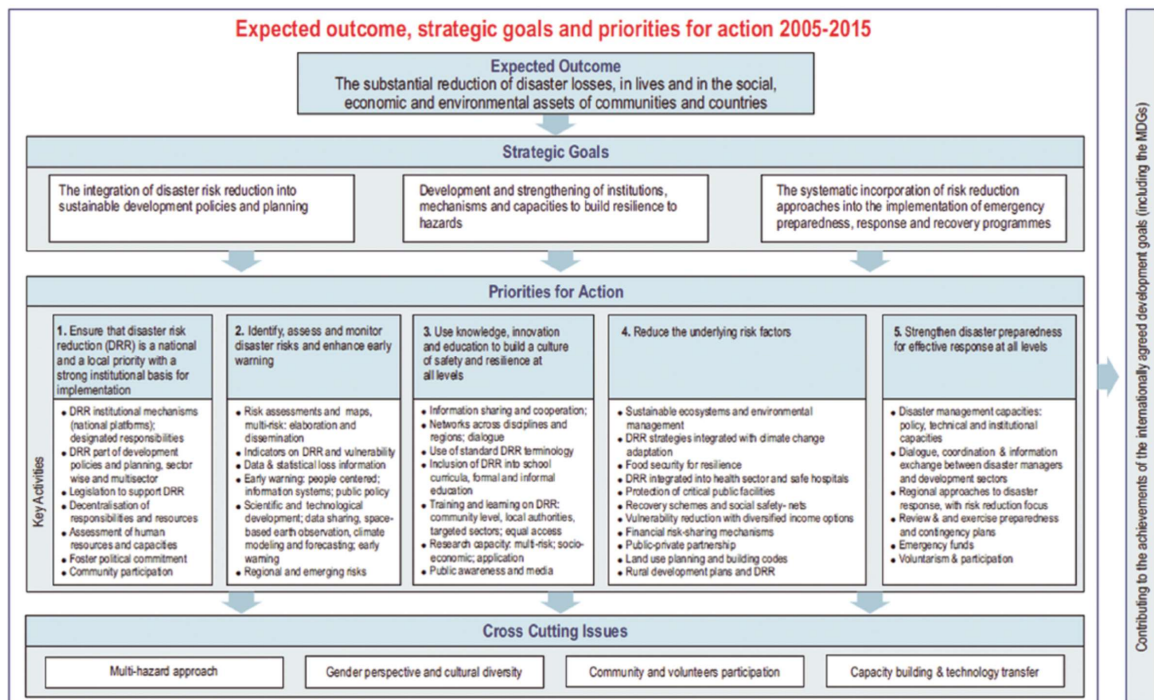 Expected outcome, strategic goals and priorities for action 2005-2015
Expected Outcome
The substantial reduction of disaster losses, in lives and in the social,
economic and environmental assets of communities and countries
Strategic Goals
The integration of disaster risk reduction into
sustainable development policies and planning
Development and strengthening of institutions,
mechanisms and capacities to build resilience to
hazards
The systematic incorporation of risk reduction
approaches into the implementation of emergency
preparedness, response and recovery programmes
Priorities for Action
Key Activities
1. Ensure that disaster risk
reduction (DRR) is a national
and a local priority with a
strong institutional basis for
implementation
• DRR institutional mechanisms
(national platforms);
designated responsibilities
• DRR part of development
policies and planning, sector
wise and multisector
• Legislation to support DRR
• Decentralisation of
responsibilities and resources
• Assessment of human
resources and capacities
• Foster political commitment
• Community participation
2. Identify, assess and monitor
disaster risks and enhance early
warning
• Risk assessments and maps,
multi-risk: elaboration and
dissemination
• Indicators on DRR and vulnerability
• Data & statistical loss information
• Early warning: people centered;
information systems; public policy
• Scientific and technological
development; data sharing, space-
based earth observation, climate
modeling and forecasting; early
warning
• Regional and emerging risks
3. Use knowledge, innovation
and education to build a culture
of safety and resilience at
all levels
• Information sharing and cooperation;
• Networks across disciplines and
regions; dialogue
• Use of standard DRR terminology
• Inclusion of DRR into school
curricula, formal and informal
education
• Training and learning on DRR:
community level, local authorities,
targeted sectors; equal access
• Research capacity: multi-risk; socio-
economic; application
• Public awareness and media
4. Reduce the underlying risk factors
• Sustainable ecosystems and environmental
management
• DRR strategies integrated with climate change
adaptation
• Food security for resilience
• DRR integrated into health sector and safe hospitals
• Protection of critical public facilities
• Recovery schemes and social safety- nets
• Vulnerability reduction with diversified income options
• Financial risk-sharing mechanisms
• Public-private partnership
• Land use planning and building codes
• Rural development plans and DRR
5. Strengthen disaster preparedness
for effective response at all levels
• Disaster management capacities:
policy, technical and institutional
capacities
• Dialogue, coordination & information
exchange between disaster managers
and development sectors
• Regional approaches to disaster
response, with risk reduction focus
• Review & and exercise preparedness
and contingency plans
• Emergency funds
• Voluntarism & participation
Cross Cutting Issues
Multi-hazard approach
Gender perspective and cultural diversity
Community and volunteers participation
Capacity building & technology transfer
Contributing to the achievements of the internationally agreed development goals (including the MDGs)